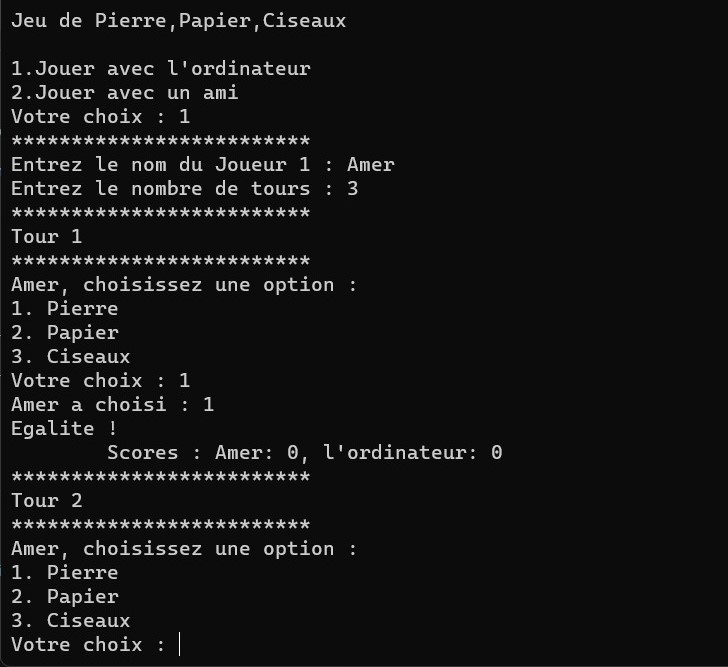 Jeu de Pierre,Papier,Ciseaux
1.Jouer avec l'ordinateur
2.Jouer avec un ami
Votre choix : 1
*************************
Entrez le nom du Joueur 1 : Amer
Entrez le nombre de tours : 3
*************************
Tour 1
*************************
Amer, choisissez une option :
1. Pierre
2. Papier
3. Ciseaux
Votre choix : 1
Amer a choisi : 1
Egalite !
Scores : Amer: 0, l'ordinateur: 0
*************************
Tour 2
*************************
Amer, choisissez une option :
1. Pierre
2. Papier
3. Ciseaux
Votre choix :